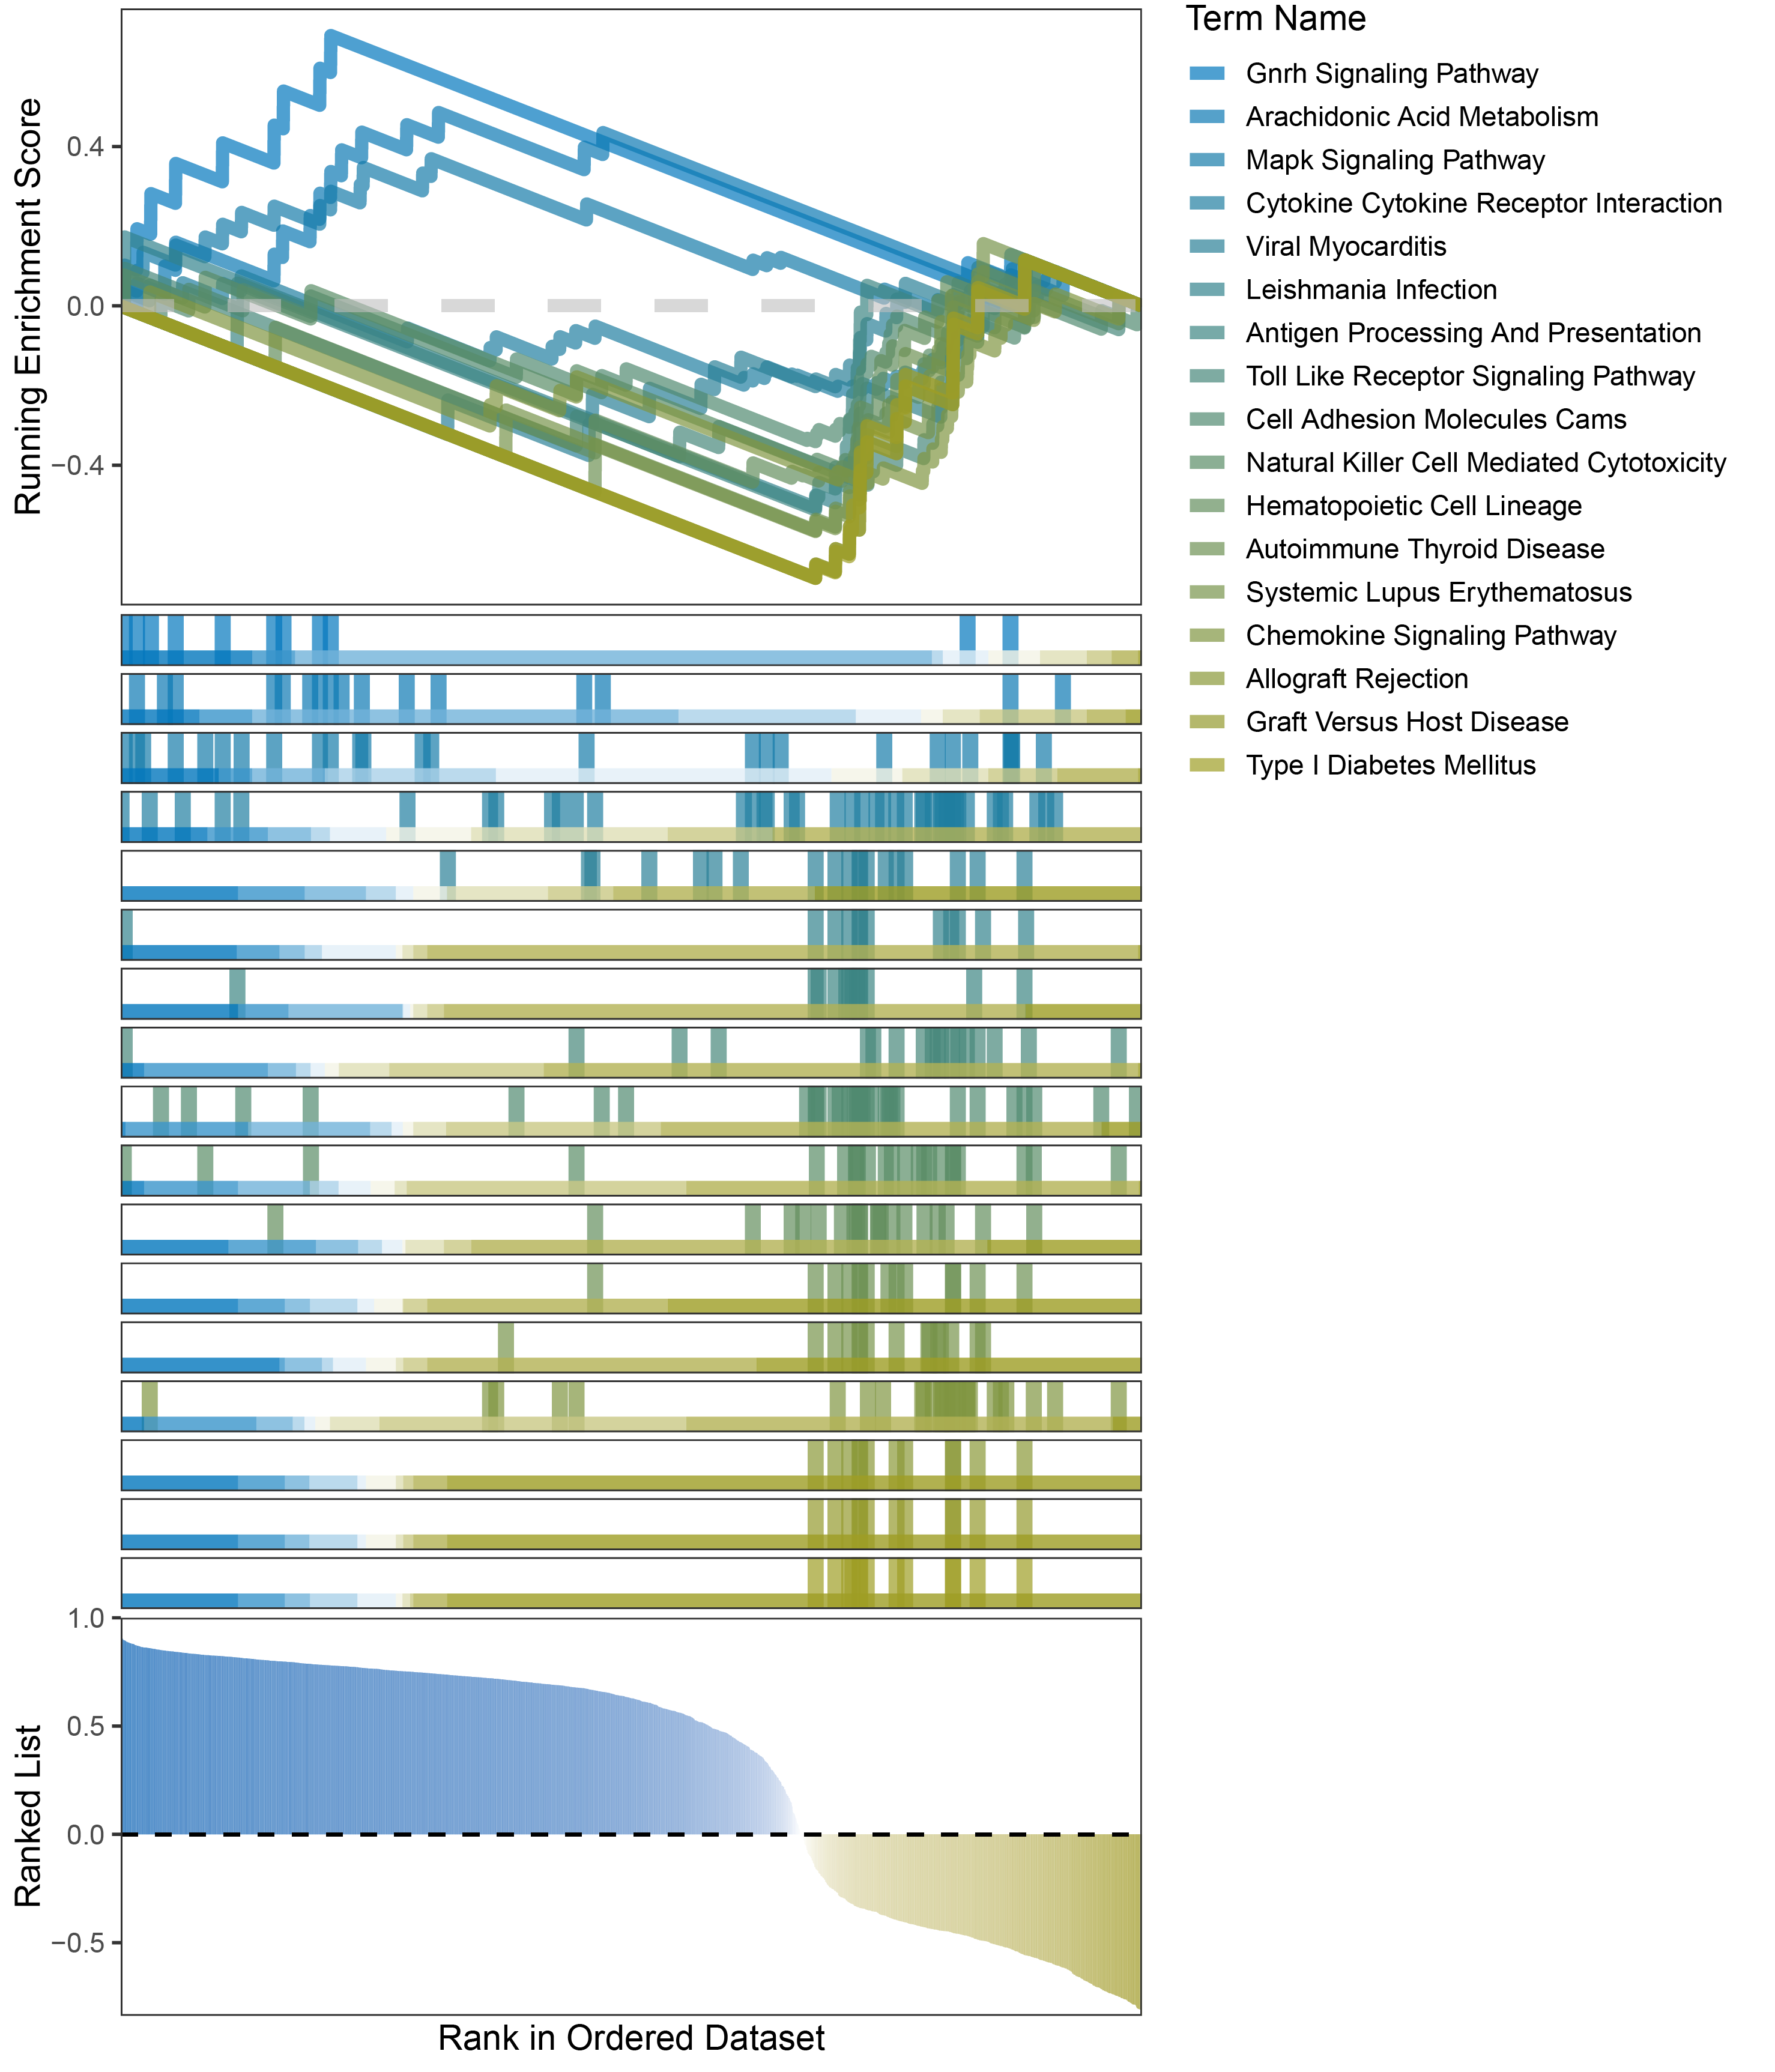 Term Name
Gnrh Signaling Pathway
Arachidonic Acid Metabolism
Mapk Signaling Pathway
Cytokine Cytokine Receptor Interaction
Viral Myocarditis
Leishmania Infection
Antigen Processing And Presentation
Toll Like Receptor Signaling Pathway
Cell Adhesion Molecules Cams
Natural Killer Cell Mediated Cytotoxicity
Hematopoietic Cell Lineage
Autoimmune Thyroid Disease
Systemic Lupus Erythematosus
Chemokine Signaling Pathway
Allograft Rejection
Graft Versus Host Disease
Type I Diabetes Mellitus
Running Enrichment Score
0.4
0.0
−0.4
Ranked List
1.0
0.5
0.0
−0.5
Rank in Ordered Dataset